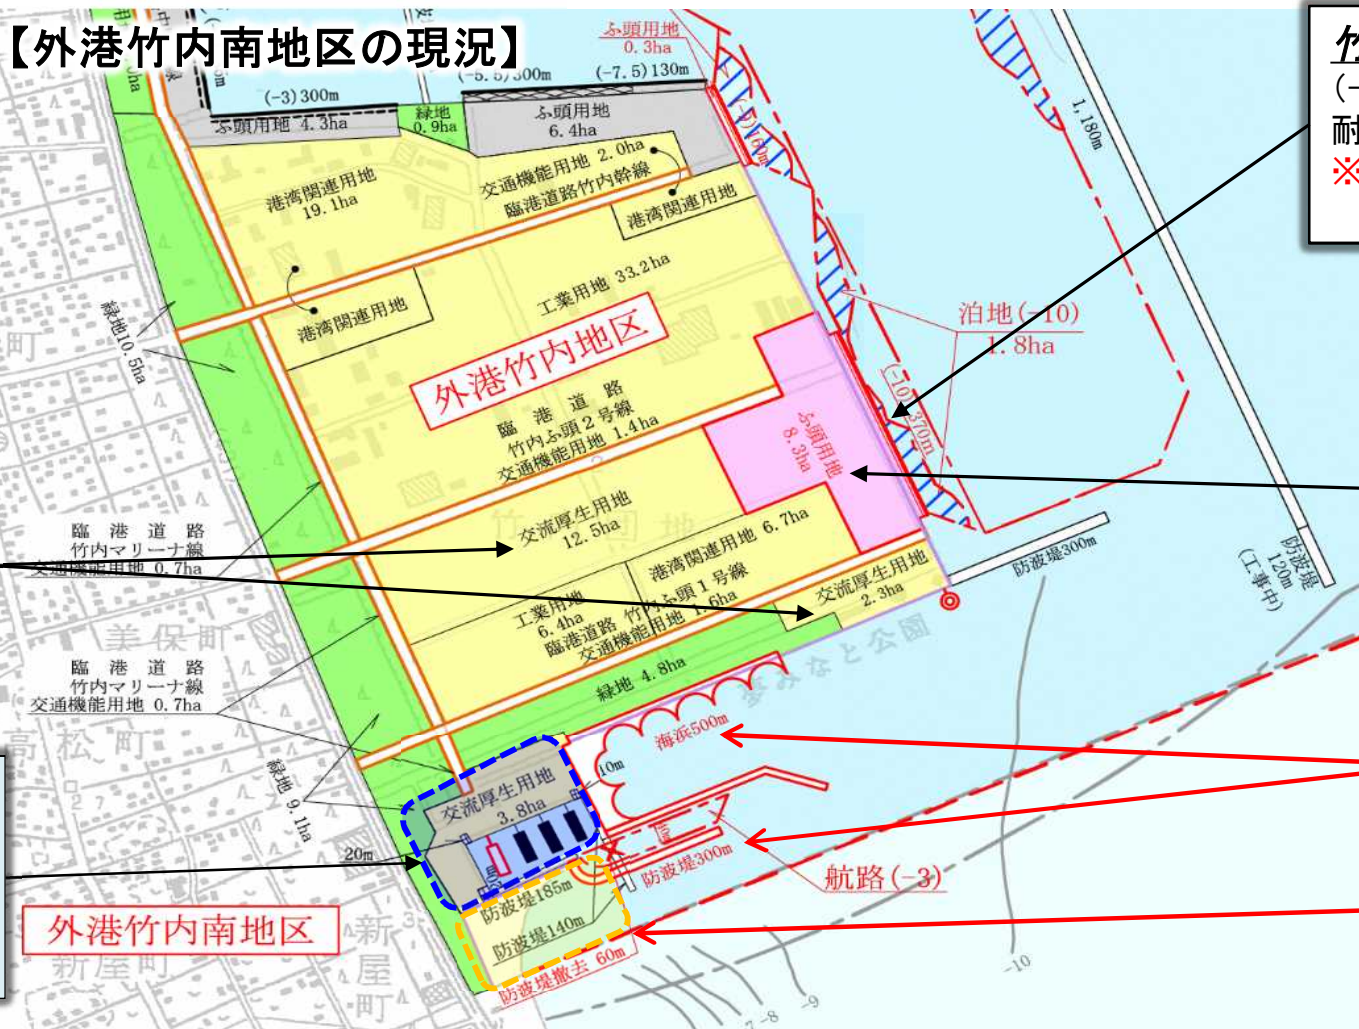 【外港竹内南地区の現況】
ふ頭用地
0.3ha
(-5.5)300m
(-7.5)130m
(-3)300m
ふ頭用地 4.3ha
緑地
0.9ha
ふ頭用地
6.4ha
1,180m
竹
(-
耐
※
港湾関連用地
19.1ha
交通機能用地 2.0ha
臨港道路竹内幹線
港湾関連用地
港湾関連用地
工業用地 33.2ha
緑地10.5ha
外港竹内地区
泊地(-10)
1.8ha
(-10)370m
臨港道路
竹内ふ頭2号線
交通機能用地 1.4ha
ふ頭用地
8.3ha
交流厚生用地
12.5ha
港湾関連用地 6.7ha
臨港道路
竹内マリーナ線
交通機能用地 0.7ha
工業用地
6.4ha
臨港道路 竹内ふ頭1号線
交通機能用地 1.6ha
交流厚生用地
2.3ha
防波堤300m
防波堤
120m
(工事中)
美保町
夢みなと公園
臨港道路
竹内マリーナ線
交通機能用地 0.7ha
緑地 4.8ha
高松町
海浜500m
緑地 9.1ha
交流厚生用地
3.8ha
10m
20m
防波堤300m
航路(-3)
防波堤185m
防波堤140m
防波堤撤去 60m
外港竹内南地区
新屋町
新屋町
-10
-9
-8
-7